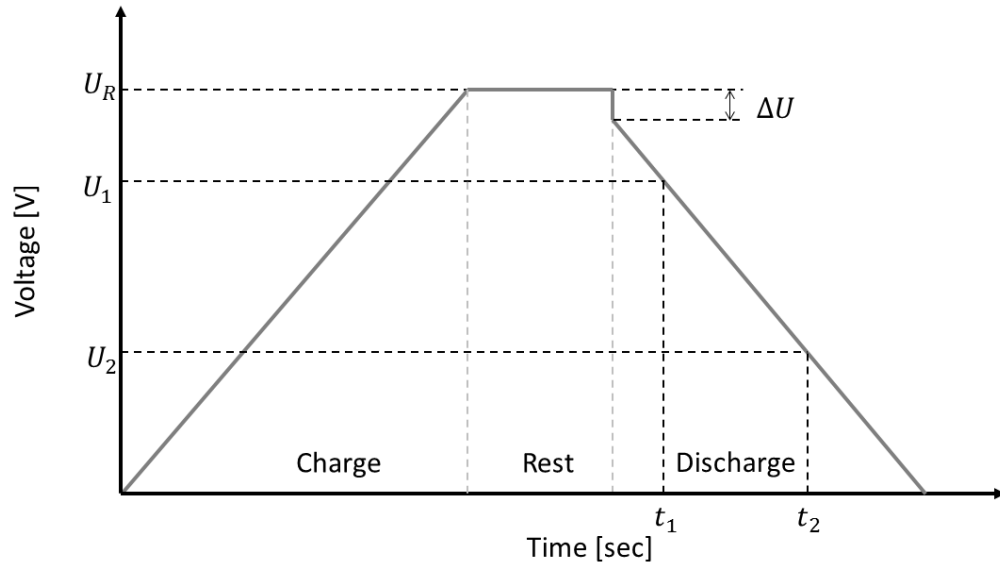 U_R
ΔU
U_1
Voltage [V]
U_2
Charge
Rest
Discharge
t_1
t_2
Time [sec]